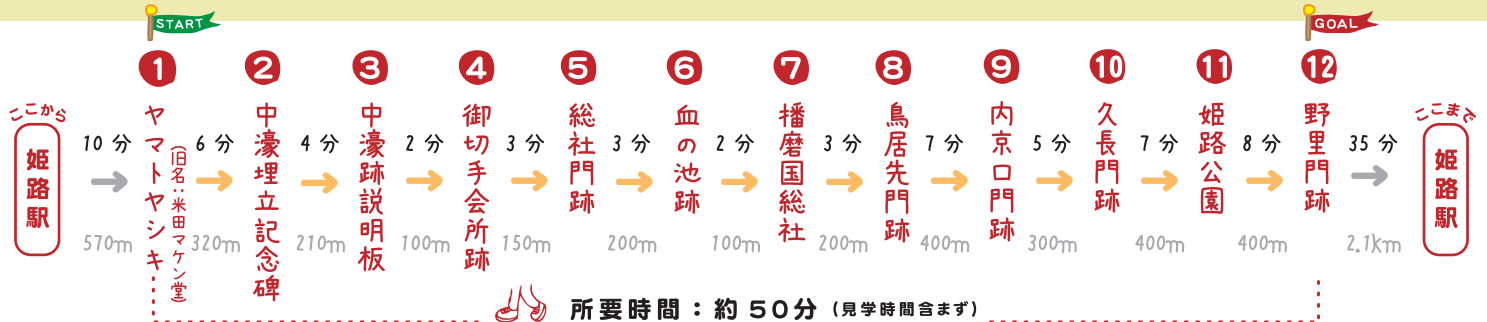 START
GOAL
ここから
姫路駅
10分
570m
1
ヤマトヤシキ
(旧名:米田マケン堂)
6分
320m
2
中濠埋立記念碑
4分
210m
3
中濠跡説明板
2分
100m
4
御切手会所跡
3分
150m
5
総社門跡
3分
200m
6
血の池跡
2分
100m
7
播磨国総社
3分
200m
8
鳥居先門跡
7分
400m
9
内京口門跡
5分
300m
10
久長門跡
7分
400m
11
姫路公園
8分
400m
12
野里門跡
35分
2.1km
ここまで
姫路駅
所要時間:約50分(見学時間含まず)